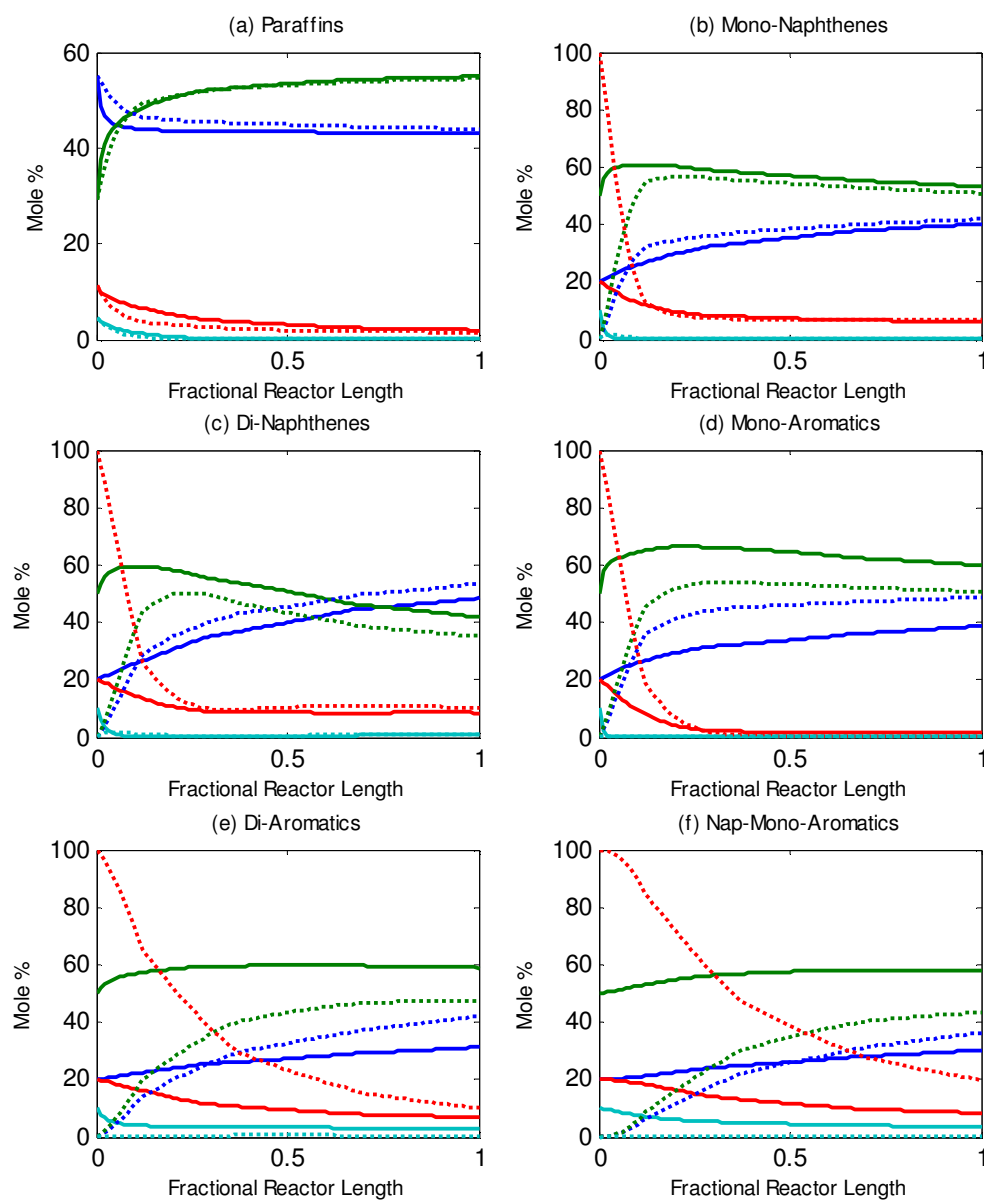 (a) Paraffins
60
40
20
0
Mole %
0
0.5
1
Fractional Reactor Length
(b) Mono-Naphthenes
100
80
60
40
20
0
Mole %
0
0.5
1
Fractional Reactor Length
(c) Di-Naphthenes
100
80
60
40
20
0
Mole %
0
0.5
1
Fractional Reactor Length
(d) Mono-Aromatics
100
80
60
40
20
0
Mole %
0
0.5
1
Fractional Reactor Length
(e) Di-Aromatics
100
80
60
40
20
0
Mole %
0
0.5
1
Fractional Reactor Length
(f) Nap-Mono-Aromatics
100
80
60
40
20
0
Mole %
0
0.5
1
Fractional Reactor Length